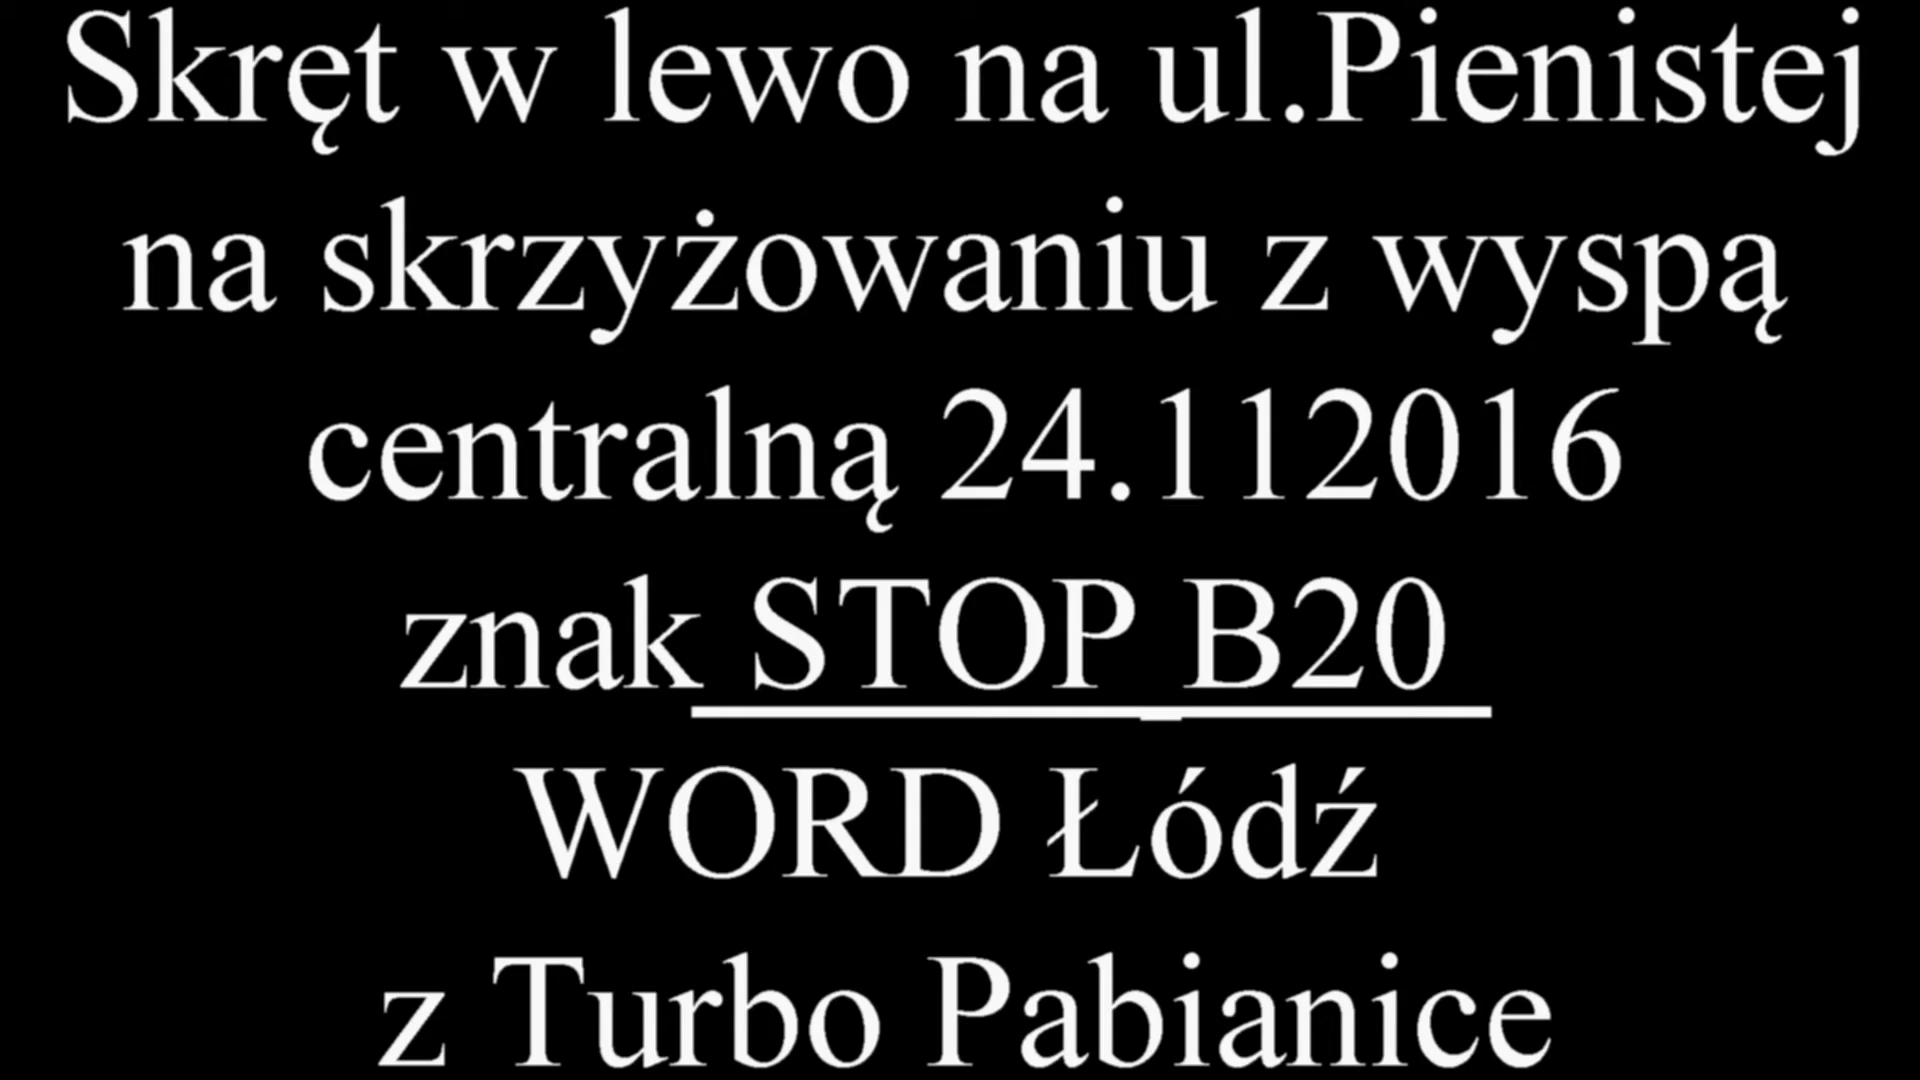 Skręt w lewo na ul.Pienistej
na skrzyżowaniu z wyspą
centralną 24.112016
znak STOP B20
WORD Łódź
z Turbo Pabianice